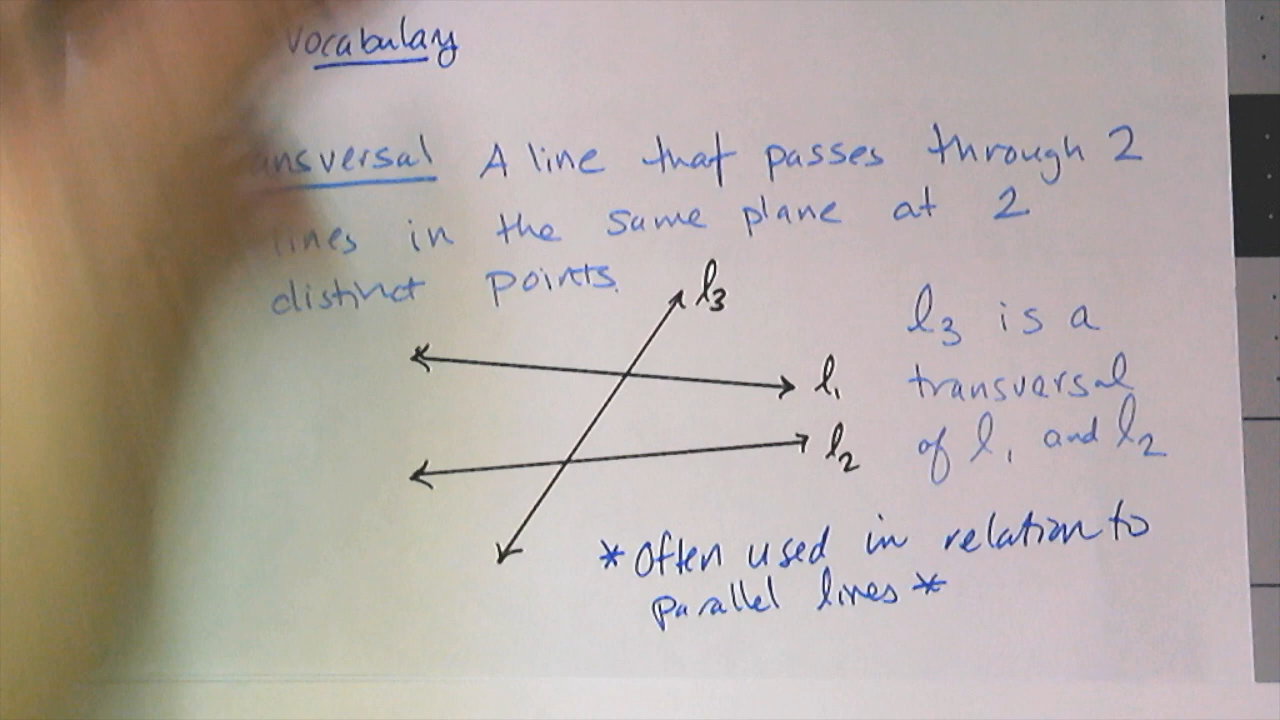 Vocabulary
ansversal A line that passes through 2
lines in the same plane at 2
distinct points.
l3
l1
l2
l3 is a
transversal
of l1 and l2
* Often used in relation to
parallel lines *